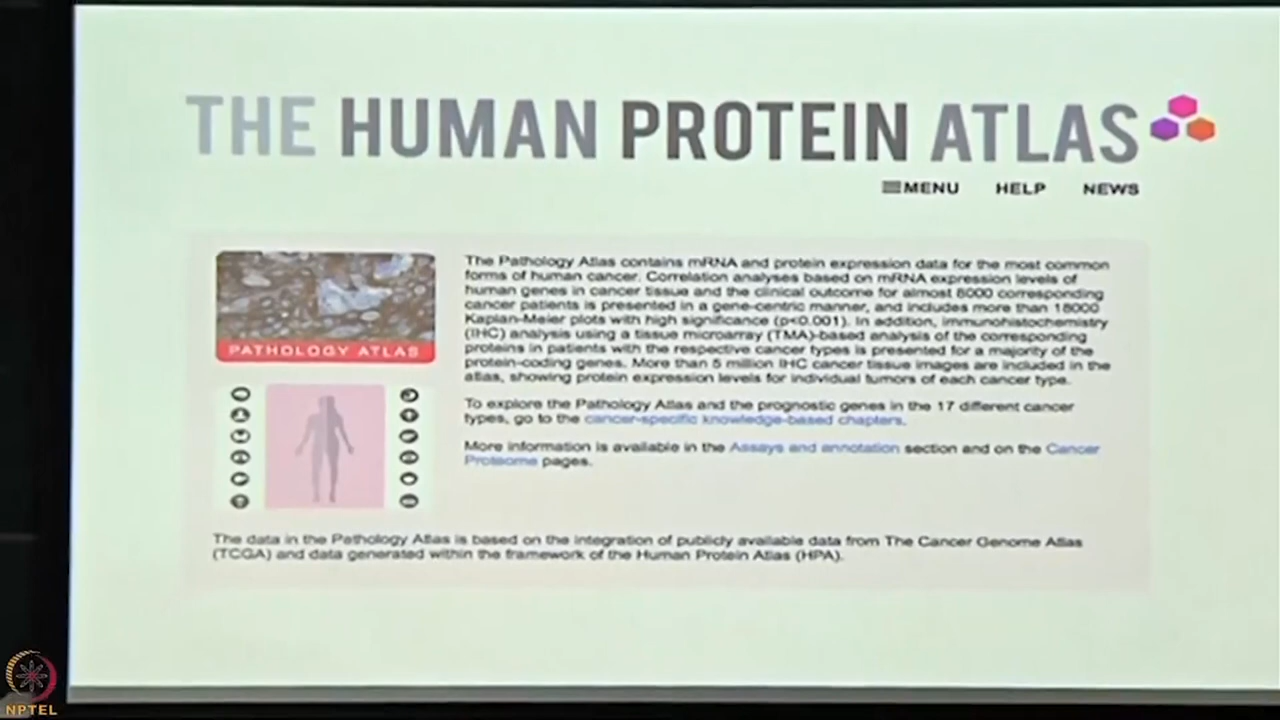 THE HUMAN PROTEIN ATLAS
MENU HELP NEWS
The Pathology Atlas contains mRNA and protein expression data for the most common
forms of human cancer. Correlation analyses based on mRNA expression levels of
human genes in cancer tissue and the clinical outcome for almost 8000 corresponding
cancer patients is presented in a gene-centric manner, and includes more than 18000
Kaplan-Meier plots with high significance (p<0.001). In addition, immunohistochemistry
(IHC) analysis using a tissue microarray (TMA)-based analysis of the corresponding
proteins in patients with the respective cancer types is presented for a majority of the
protein-coding genes. More than 5 million IHC cancer tissue images are included in the
atlas, showing protein expression levels for individual tumors of each cancer type.
PATHOLOGY ATLAS
To explore the Pathology Atlas and the prognostic genes in the 17 different cancer
types, go to the cancer-specific knowledge-based chapters.
More information is available in the Assays and annotation section and on the Cancer
Proteome pages.
The data in the Pathology Atlas is based on the integration of publicly available data from The Cancer Genome Atlas
(TCGA) and data generated within the framework of the Human Protein Atlas (HPA).
NPTEL